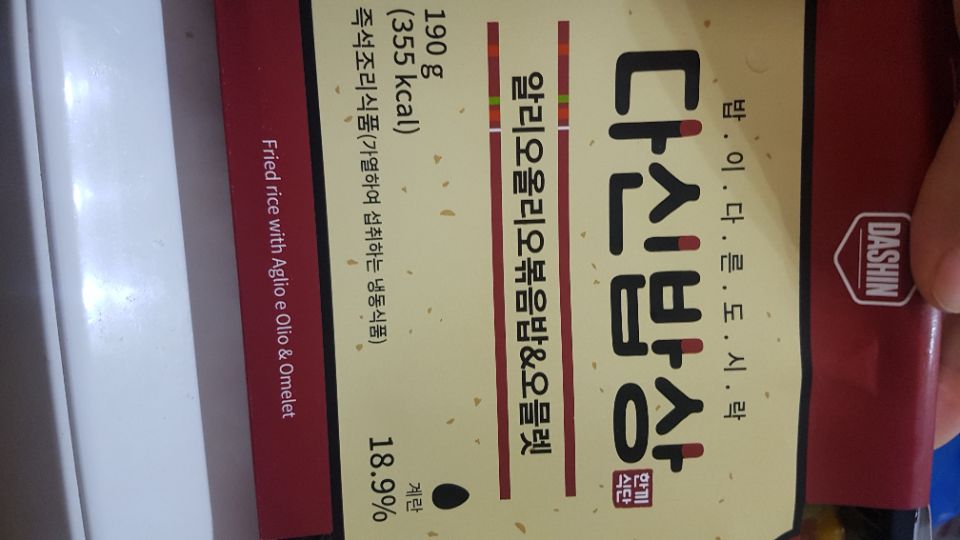 DASHIN
밥.이.다.른.도.시.락
다신밥상
한끼
식단
알리오올리오볶음밥&오믈렛
190 g
(355 kcal)
즉석조리식품(가열하여 섭취하는 냉동식품)
계란
18.9%
Fried rice with Aglio e Olio & Omelet